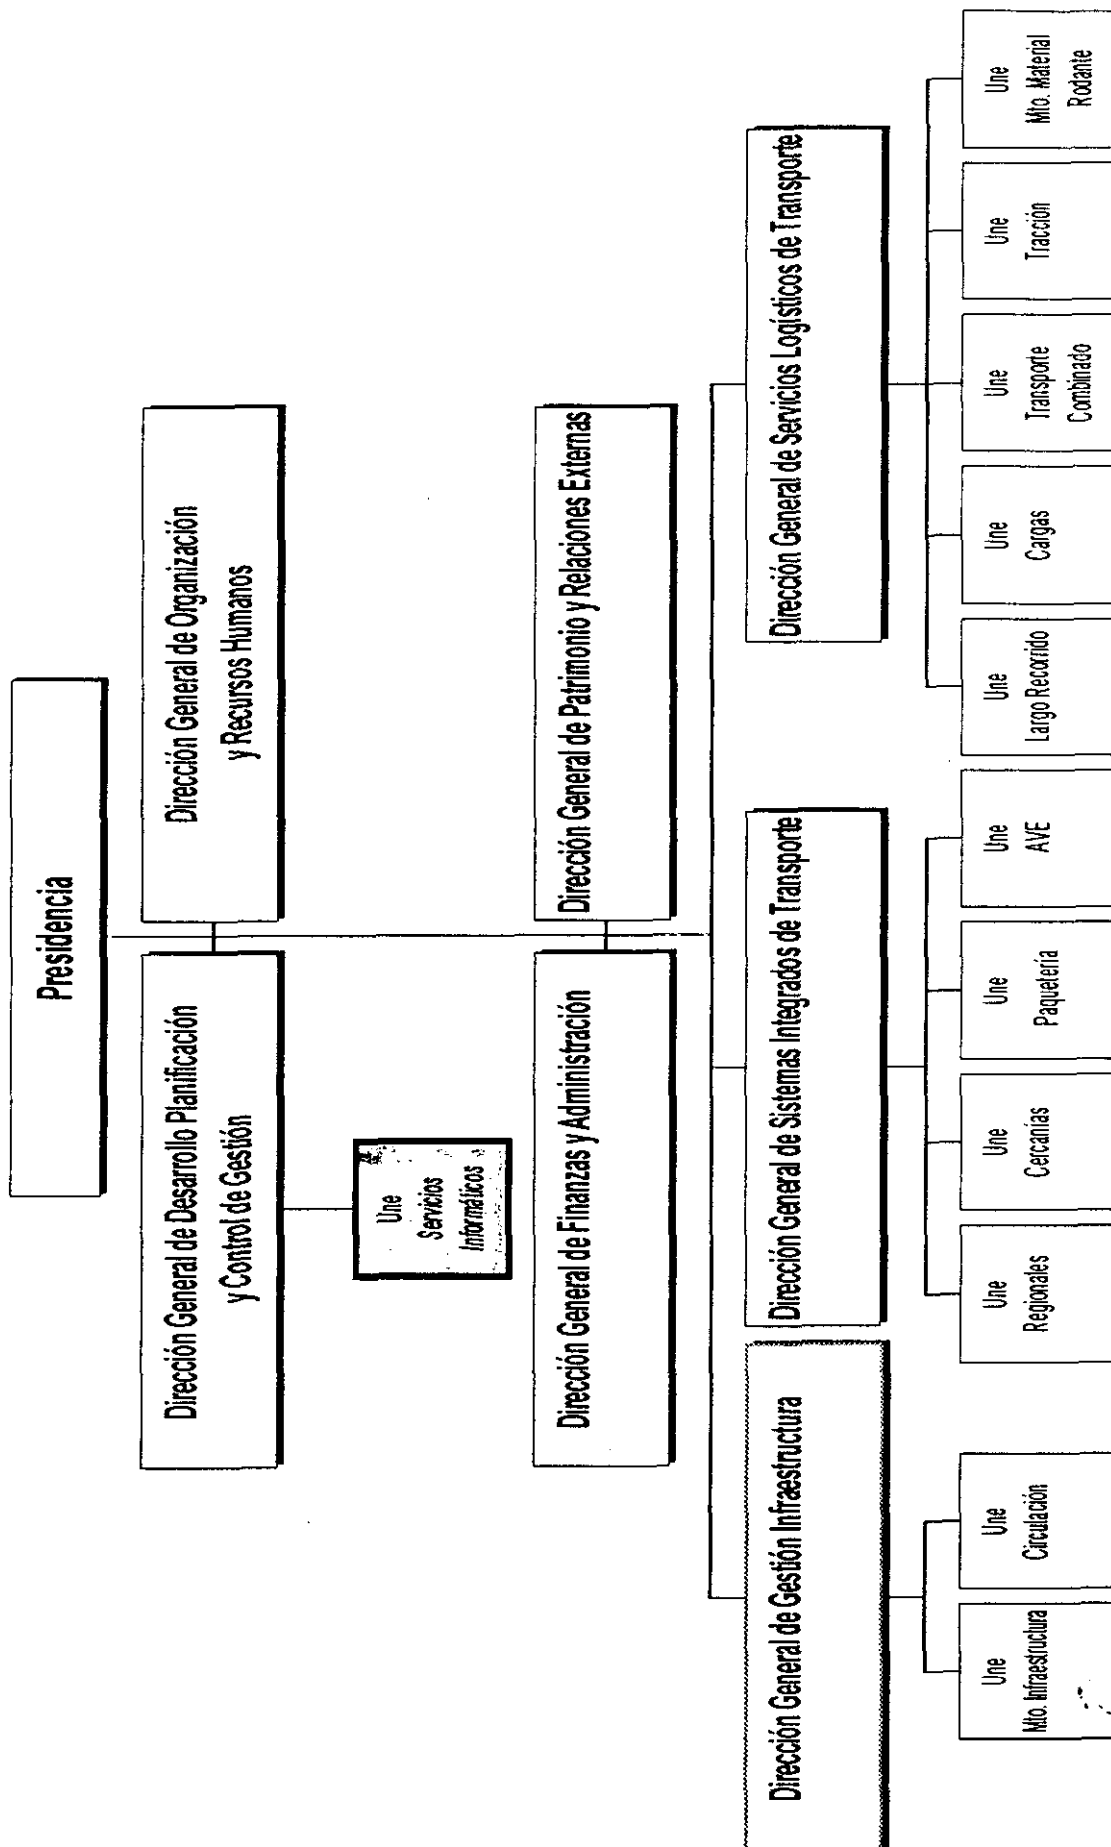 Presidencia
Dirección General de Desarrollo Planificación
y Control de Gestión
Dirección General de Organización
y Recursos Humanos
Une
Servicios
Informáticos
Dirección General de Finanzas y Administración
Dirección General de Patrimonio y Relaciones Externas
Dirección General de Gestión Infraestructura
Dirección General de Sistemas Integrados de Transporte
Dirección General de Servicios Logísticos de Transporte
Une
Mto. Infraestructura
Une
Circulación
Une
Regionales
Une
Cercanías
Une
Paquetería
Une
AVE
Une
Largo Recorrido
Une
Cargas
Une
Transporte
Combinado
Une
Tracción
Une
Mto. Material
Rodante